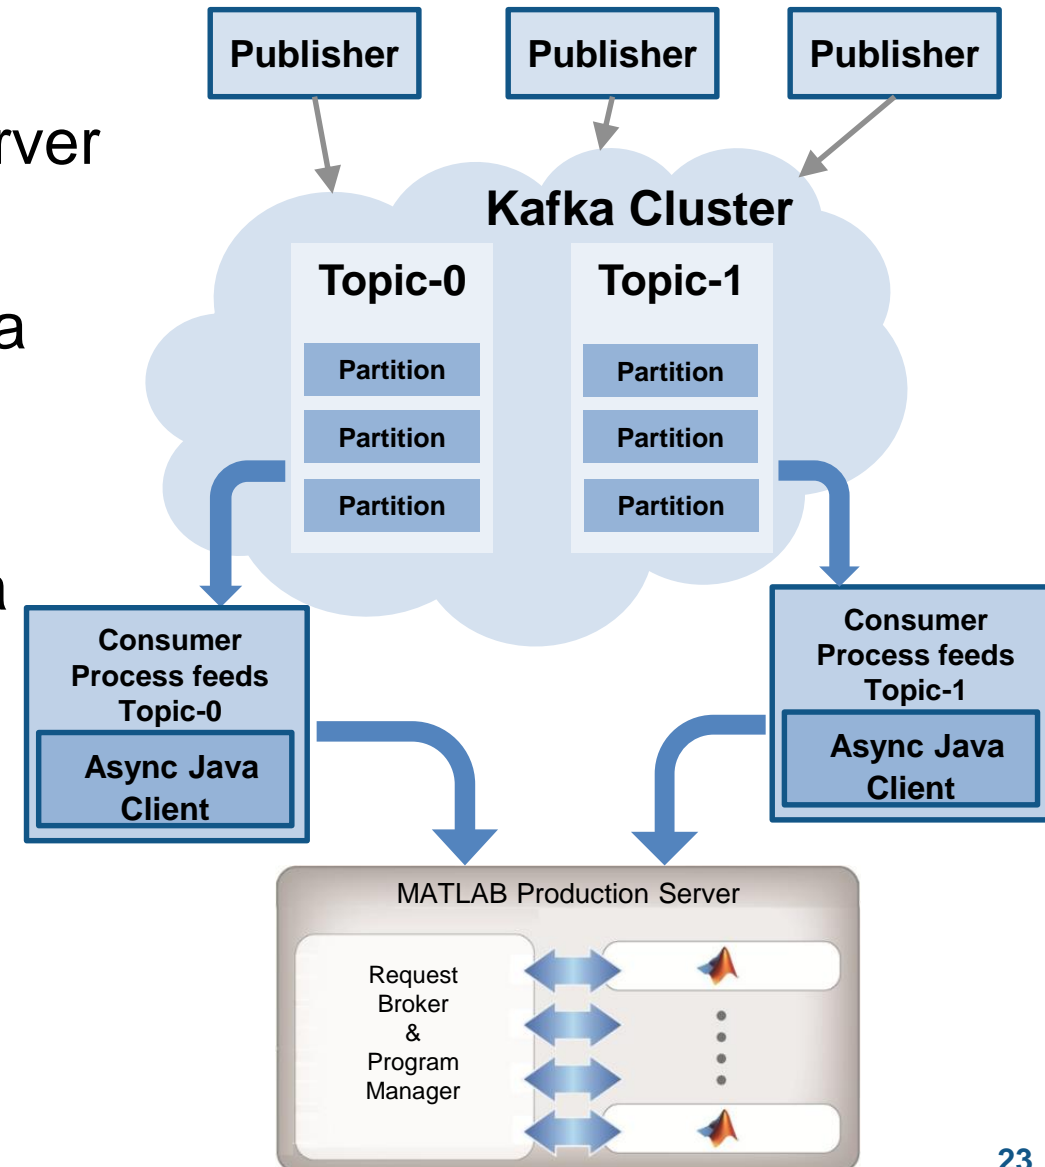 rver
a
a
Publisher
Publisher
Publisher
Kafka Cluster
Topic-0
Partition
Partition
Partition
Topic-1
Partition
Partition
Partition
Consumer
Process feeds
Topic-0
Async Java
Client
Consumer
Process feeds
Topic-1
Async Java
Client
MATLAB Production Server
Request
Broker
&
Program
Manager
23